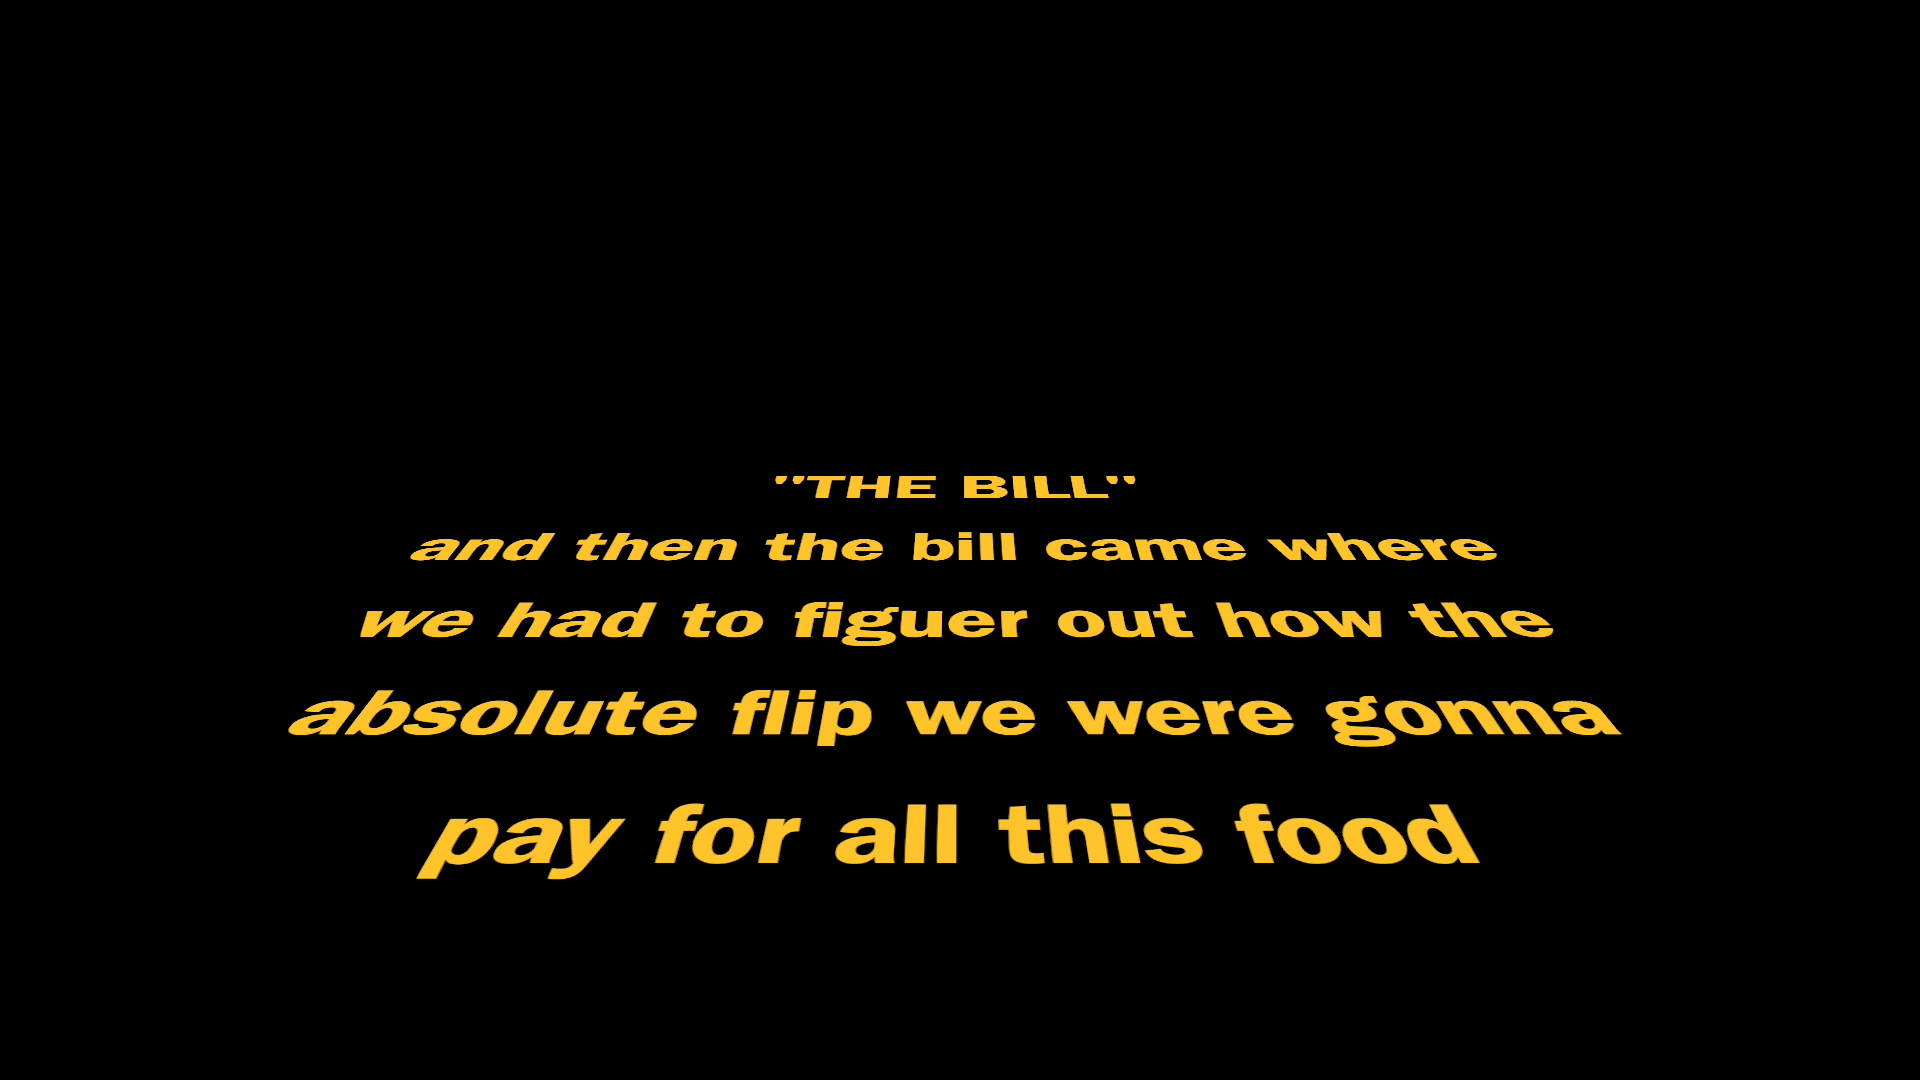 "THE BILL"
and then the bill came where
we had to figuer out how the
absolute flip we were gonna
pay for all this food